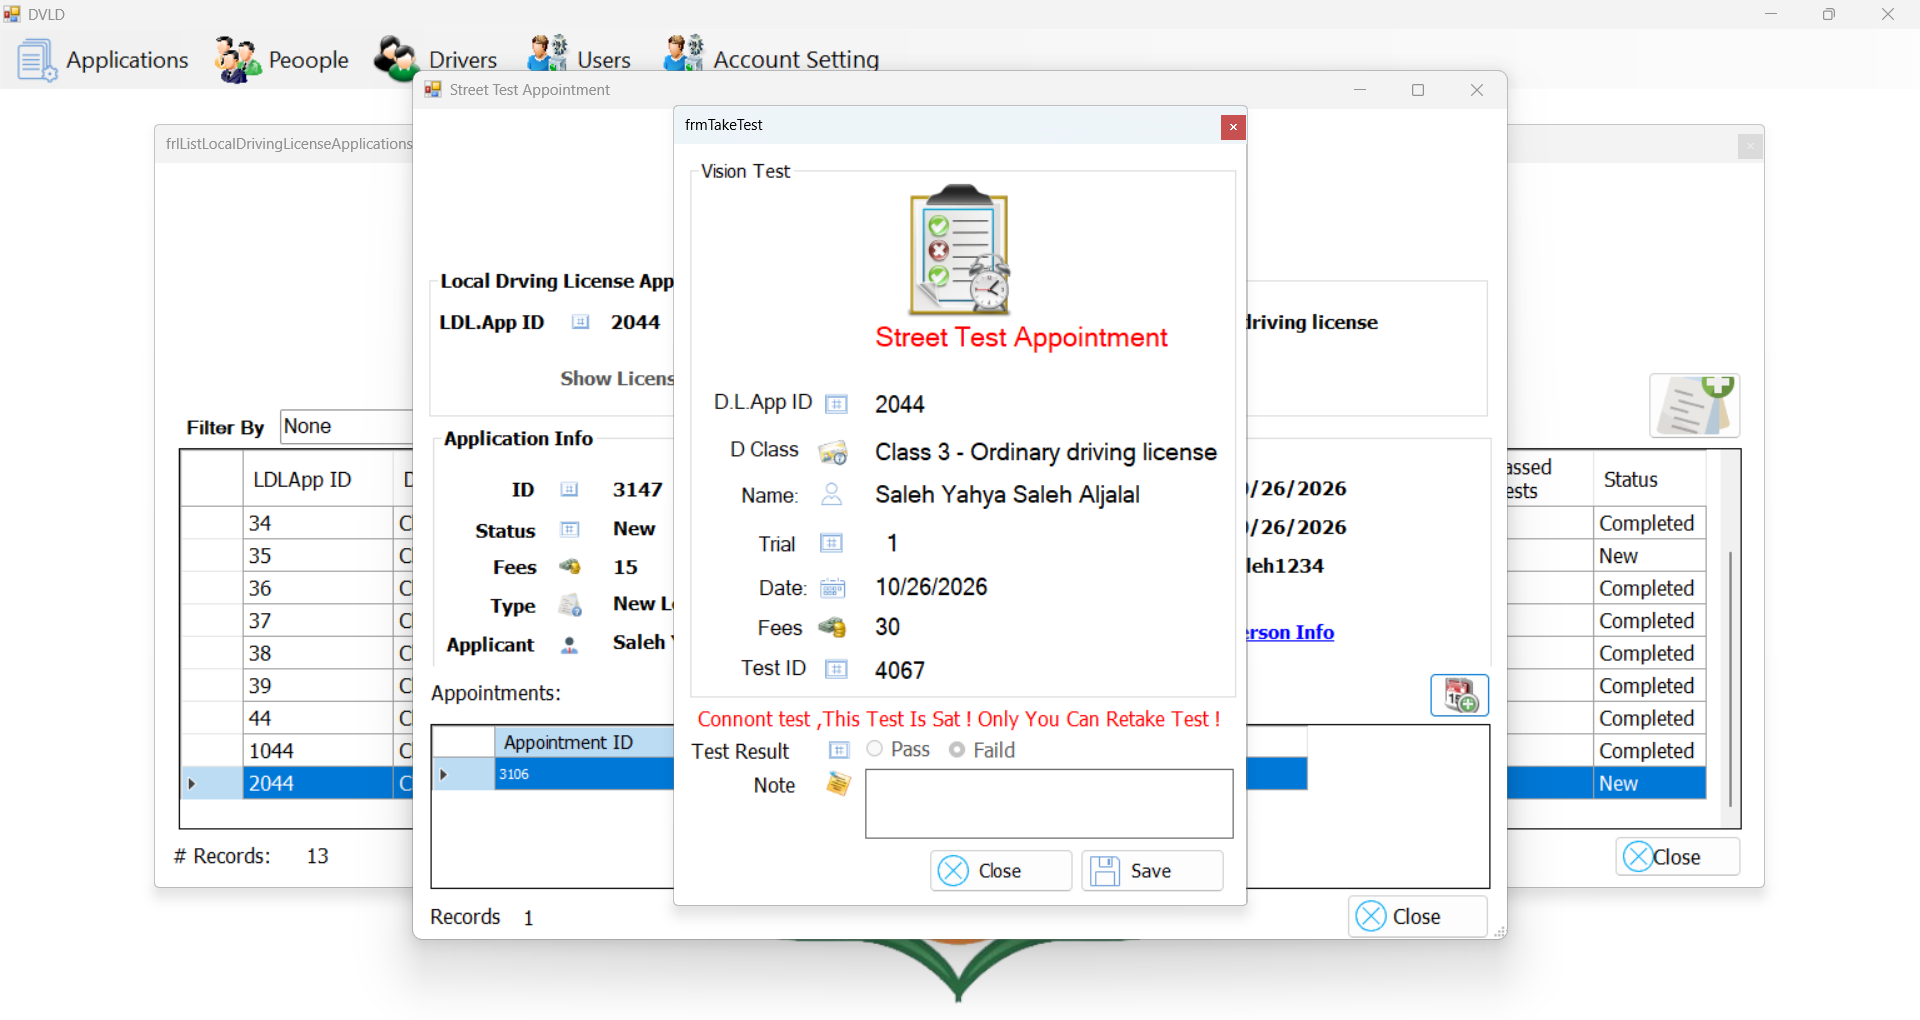 DVLD
Applications
Peoople
Drivers
Users
Account Setting
frlListLocalDrivingLicenseApplications
Filter By
None
LDLApp ID
34
35
36
37
38
39
44
1044
2044
# Records: 13
Street Test Appointment
Local Drving License App
LDL.App ID 2044
driving license
Show Licens
Application Info
ID 3147
/26/2026
Status New
/26/2026
Fees 15
leh1234
Type New L
Applicant Saleh
erson Info
Appointments:
Appointment ID
3106
Records 1
Close
frmTakeTest
Vision Test
Street Test Appointment
D.L.App ID 2044
D Class Class 3 - Ordinary driving license
Name: Saleh Yahya Saleh Aljalal
Trial 1
Date: 10/26/2026
Fees 30
Test ID 4067
Connont test ,This Test Is Sat ! Only You Can Retake Test !
Test Result Pass Faild
Note
Close Save
assed
ests
Status
Completed
New
Completed
Completed
Completed
Completed
Completed
Completed
New
Close